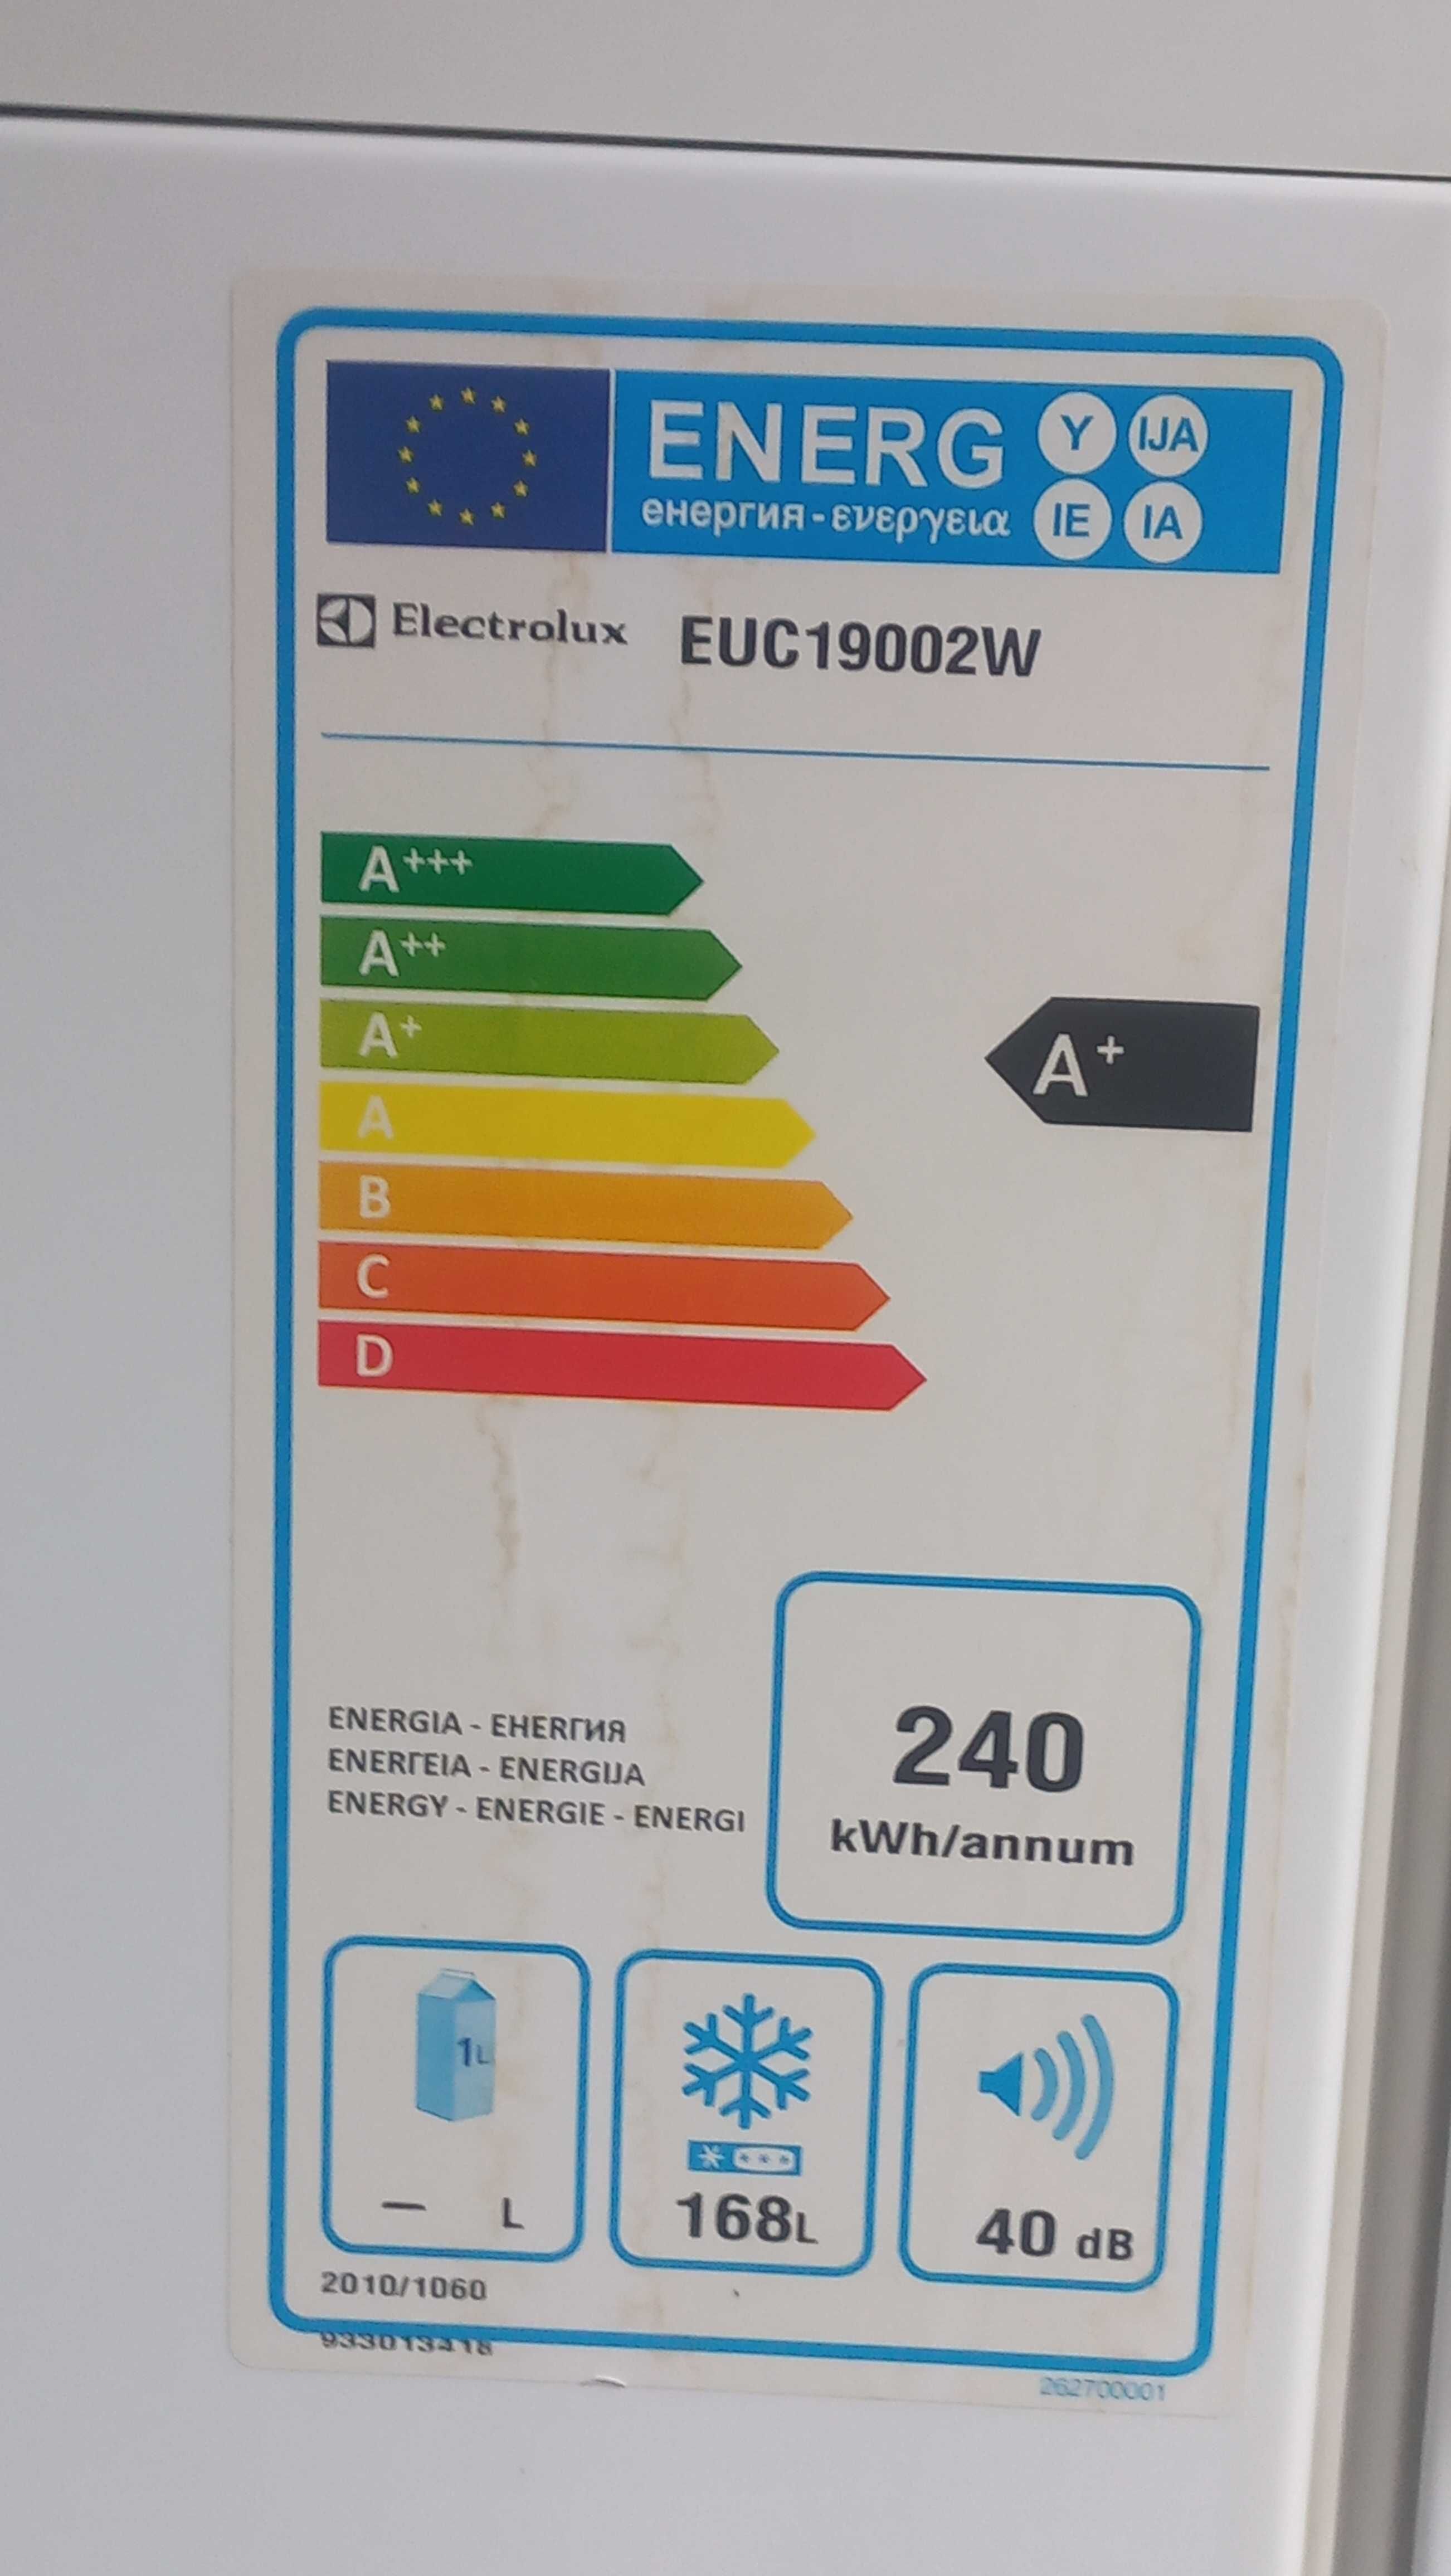 ENERG Y IJA
енергия - ενεργεια IE IA
Electrolux EUC19002W
A+++
A++
A+
A+
A
B
C
D
240
kWh/annum
ENERGIA - ЕНЕРГИЯ
ΕΝΕΡΓΕΙΑ - ENERGIJA
ENERGY - ENERGIE - ENERGI
1L
— L
168L
40 dB
2010/1060
933013418
262700001